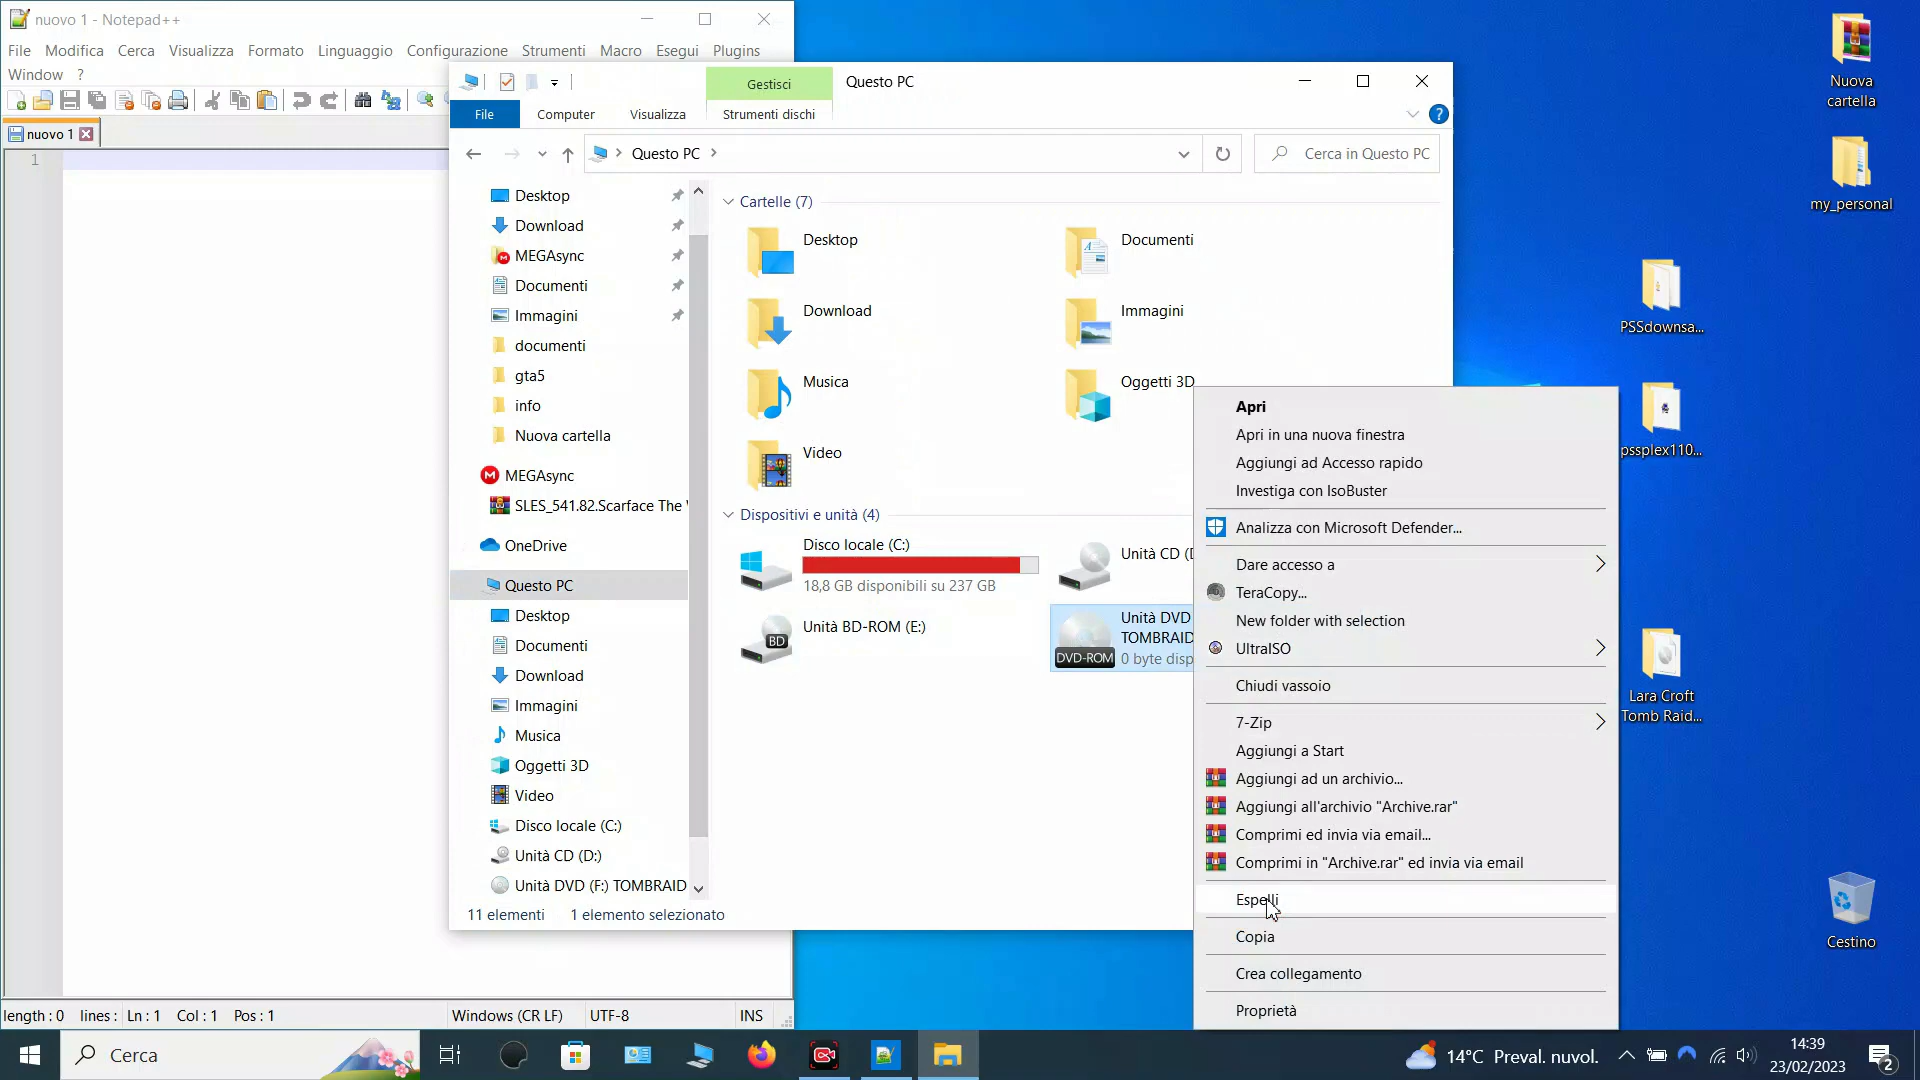 nuovo 1 - Notepad++
File Modifica Cerca Visualizza Formato Linguaggio Configurazione Strumenti Macro Esegui Plugins
Window ?
nuovo 1
1
length : 0 lines : Ln : 1 Col : 1 Pos : 1 Windows (CR LF) UTF-8 INS
Gestisci
Questo PC
File Computer Visualizza Strumenti dischi
Questo PC
Cerca in Questo PC
Desktop
Download
MEGAsync
Documenti
Immagini
documenti
gta5
info
Nuova cartella
MEGAsync
SLES_541.82.Scarface The
OneDrive
Questo PC
Desktop
Documenti
Download
Immagini
Musica
Oggetti 3D
Video
Disco locale (C:)
Unità CD (D:)
Unità DVD (F:) TOMBRAID
Cartelle (7)
Desktop
Documenti
Download
Immagini
Musica
Oggetti 3D
Video
Dispositivi e unità (4)
Disco locale (C:)
18,8 GB disponibili su 237 GB
Unità CD (
BD
Unità BD-ROM (E:)
DVD-ROM
Unità DVD
TOMBRAID
0 byte disp
11 elementi 1 elemento selezionato
Apri
Apri in una nuova finestra
Aggiungi ad Accesso rapido
Investiga con IsoBuster
Analizza con Microsoft Defender...
Dare accesso a
TeraCopy...
New folder with selection
UltraISO
Chiudi vassoio
7-Zip
Aggiungi a Start
Aggiungi ad un archivio...
Aggiungi all'archivio "Archive.rar"
Comprimi ed invia via email...
Comprimi in "Archive.rar" ed invia via email
Espelli
Copia
Crea collegamento
Proprietà
Nuova
cartella
my_personal
PSSdownsa...
pssplex110...
Lara Croft
Tomb Raid...
Cestino
Cerca
14°C Preval. nuvol.
14:39
23/02/2023
2